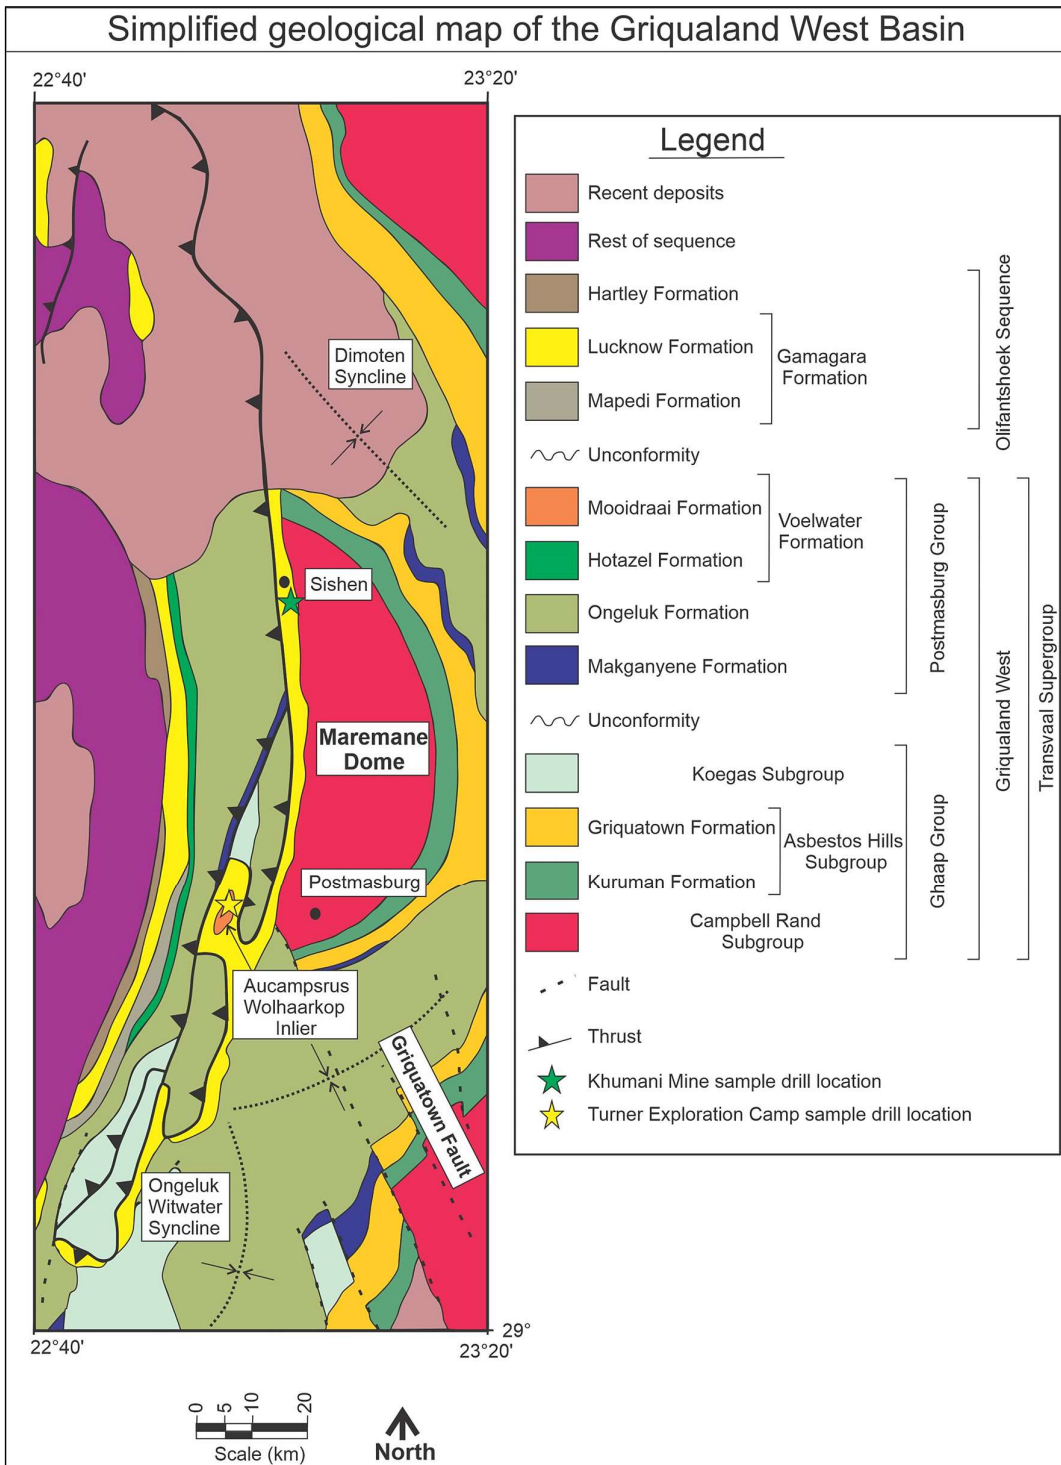 Simplified geological map of the Griqualand West Basin
22°40'
23°20'
Dimoten
Syncline
Sishen
Maremane
Dome
Postmasburg
Aucampsrus
Wolhaarkop
Inlier
Griquatown Fault
Ongeluk
Witwater
Syncline
29°
22°40'
23°20'
0 5 10 20
Scale (km)
North
Legend
Recent deposits
Rest of sequence
Hartley Formation
Lucknow Formation
Mapedi Formation
Gamagara
Formation
Olifantshoek Sequence
Unconformity
Mooidraai Formation
Hotazel Formation
Voelwater
Formation
Ongeluk Formation
Makganyene Formation
Postmasburg Group
Unconformity
Koegas Subgroup
Griquatown Formation
Kuruman Formation
Asbestos Hills
Subgroup
Campbell Rand
Subgroup
Ghaap Group
Griqualand West
Transvaal Supergroup
Fault
Thrust
Khumani Mine sample drill location
Turner Exploration Camp sample drill location